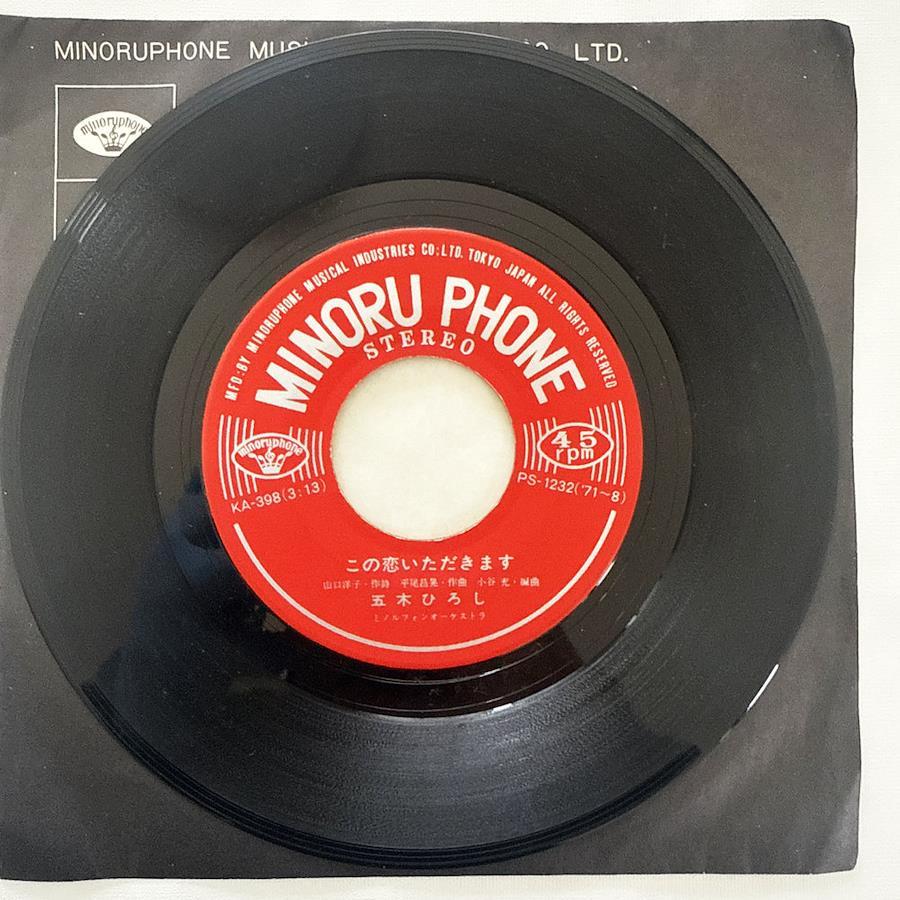 MINORUPHONE MUSI LTD.
minoruphone
MFD:BY MINORUPHONE MUSICAL INDUSTRIES CO:LTD. TOKYO JAPAN ALL RIGHTS RESERVED
MINORU PHONE
STEREO
minoruphone
45
rpm
KA-398(3:13)
PS-1232('71~8)
この恋いただきます
山口洋子・作詩 平尾昌晃・作曲 小谷充・編曲
五木ひろし
ミノルフォンオーケストラ